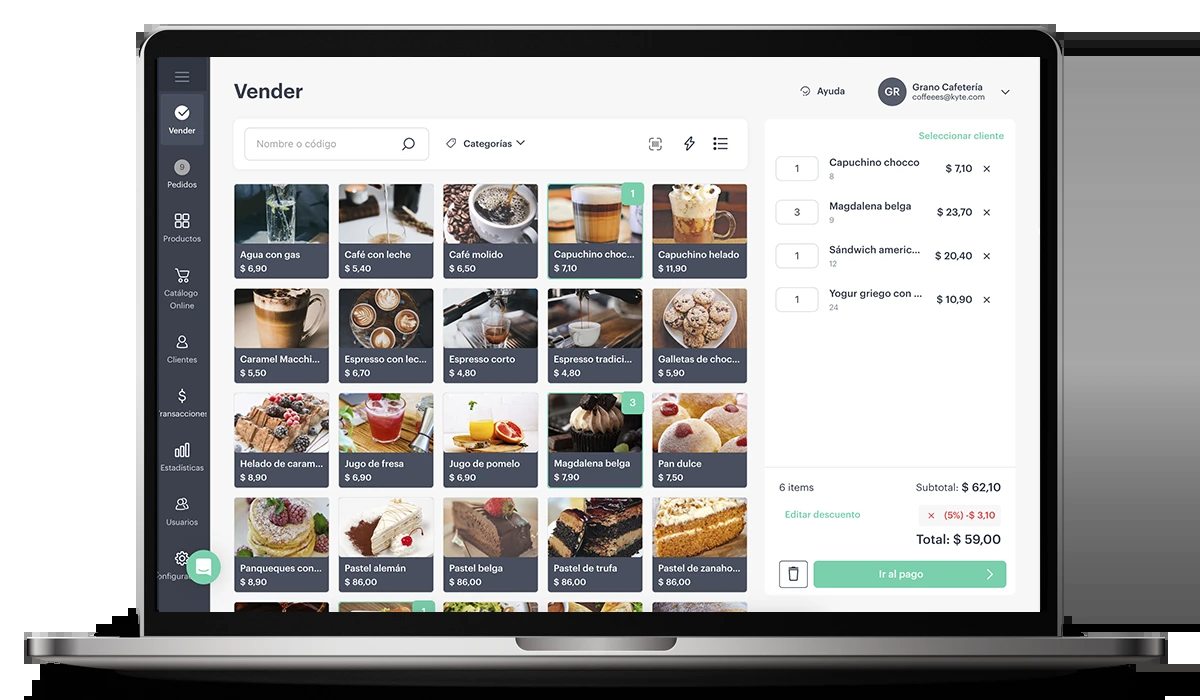 Vender
Pedidos
9
Productos
Catálogo
Online
Clientes
Transacciones
Estadísticas
Usuarios
Vender
Ayuda
GR
Grano Cafetería
coffeees@kyte.com
Nombre o código
Categorías
Agua con gas
$ 6,90
Café con leche
$ 5,40
Café molido
$ 6,50
1
Capuchino choc...
$ 7,10
Capuchino helado
$ 11,90
Caramel Macchi...
$ 5,50
Espresso con lec...
$ 6,70
Espresso corto
$ 4,80
Espresso tradici...
$ 4,80
Galletas de choc...
$ 5,90
Helado de caram...
$ 8,90
Jugo de fresa
$ 6,90
Jugo de pomelo
$ 6,90
3
Magdalena belga
$ 7,90
Pan dulce
$ 7,50
Panqueques con...
$ 8,90
Pastel alemán
$ 86,00
Pastel belga
$ 86,00
Pastel de trufa
$ 86,00
Pastel de zanaho...
$ 86,00
1
Seleccionar cliente
1 Capuchino chocco $ 7,10 ×
8
3 Magdalena belga $ 23,70 ×
9
1 Sándwich americ... $ 20,40 ×
12
1 Yogur griego con ... $ 10,90 ×
24
6 items Subtotal: $ 62,10
Editar descuento × (5%) -$ 3,10
Total: $ 59,00
Ir al pago